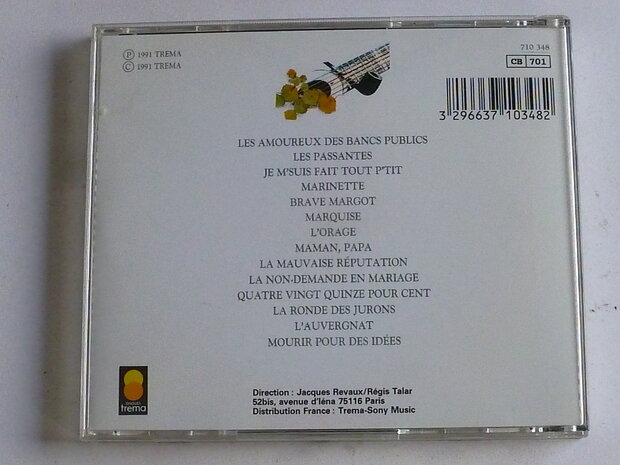 Ⓟ 1991 TREMA
© 1991 TREMA
710 348
CB 701
3 296637 103482
LES AMOUREUX DES BANCS PUBLICS
LES PASSANTES
JE M'SUIS FAIT TOUT P'TIT
MARINETTE
BRAVE MARGOT
MARQUISE
L'ORAGE
MAMAN, PAPA
LA MAUVAISE RÉPUTATION
LA NON-DEMANDE EN MARIAGE
QUATRE VINGT QUINZE POUR CENT
LA RONDE DES JURONS
L'AUVERGNAT
MOURIR POUR DES IDÉES
DISQUES
trema
Direction : Jacques Revaux/Régis Talar
52bis, avenue d'Iéna 75116 Paris
Distribution France : Trema-Sony Music